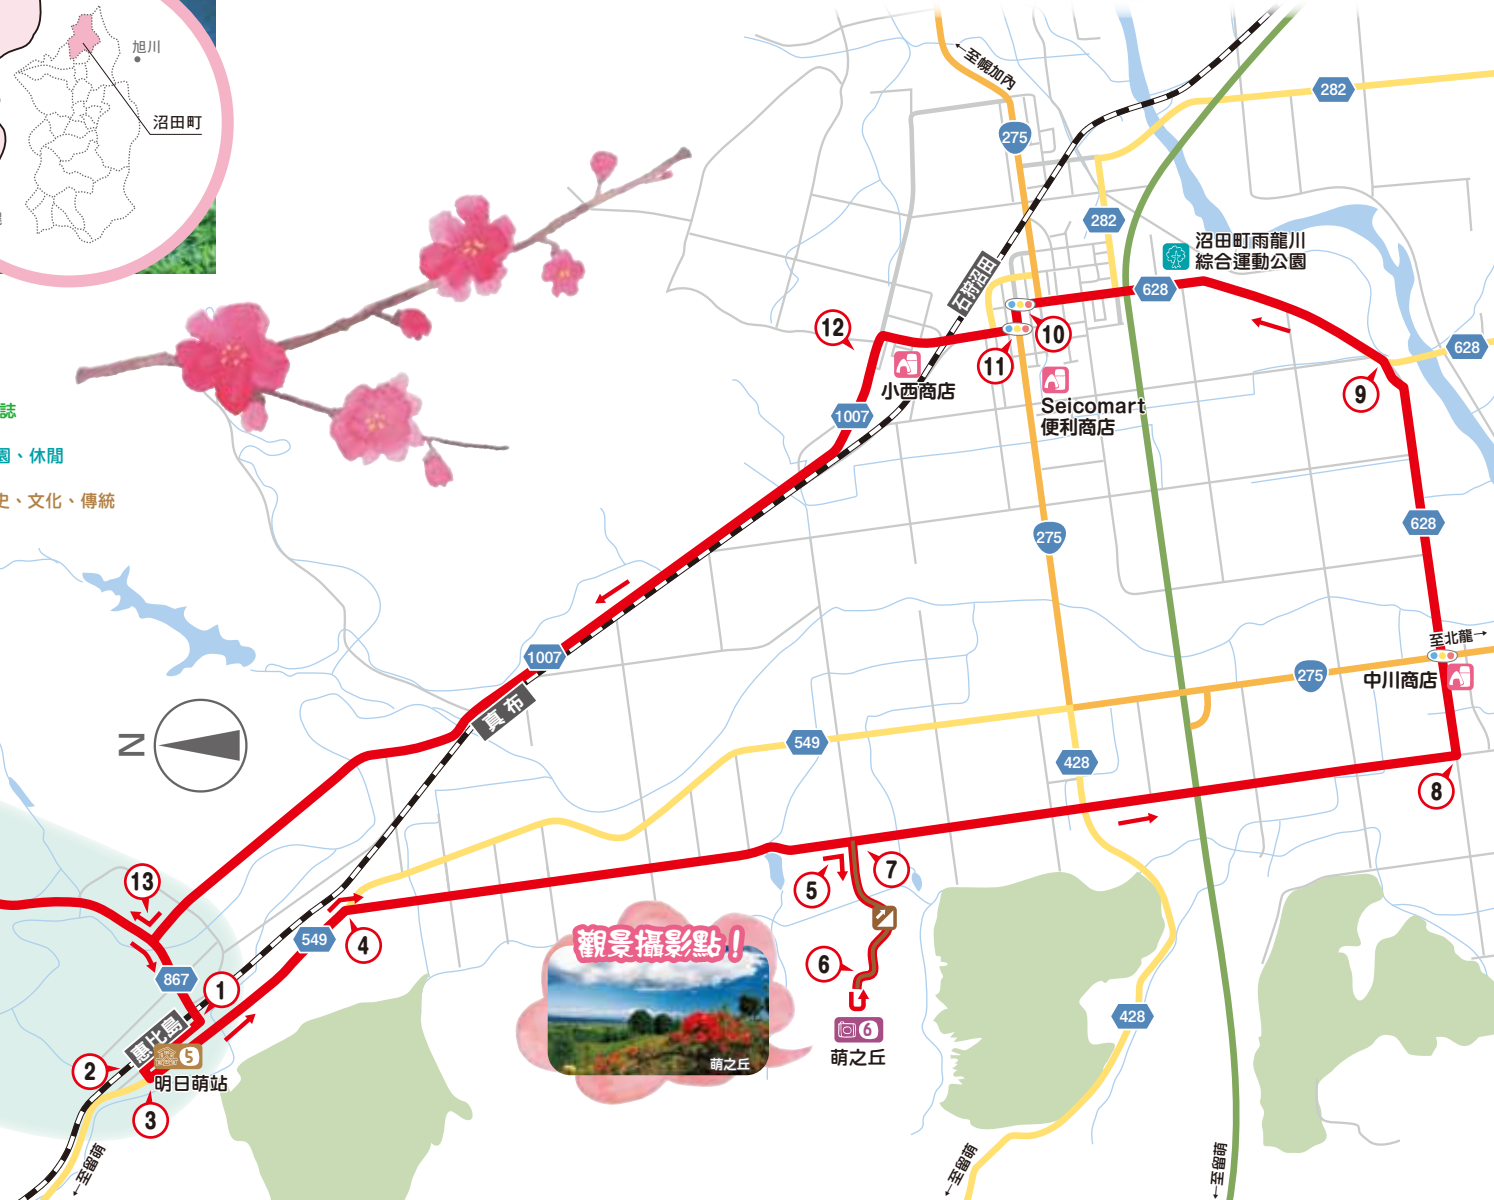 旭川
沼田町
誌
園、休閒
史、文化、傳統
N
←至幌加內
275
282
282
石狩沼田
沼田町雨龍川
綜合運動公園
628
628
12
10
11
9
小西商店
Seicomart
便利商店
1007
275
628
1007
真布
至北龍→
275
中川商店
549
428
8
13
5
7
4
549
觀景攝影點！
6
867
1
惠比島
5
明日萌站
2
3
萌之丘
6
萌之丘
428
←至留萌
←至留萌
←至留萌